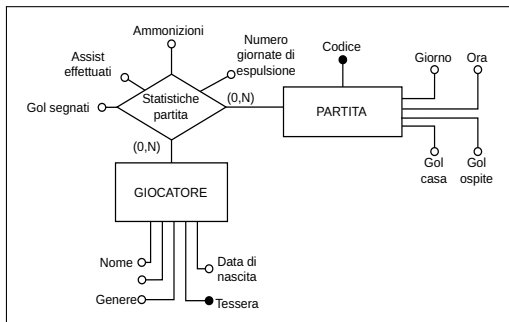 Ammonizioni
Assist
effettuati
Numero
giornate di
espulsione
Codice
Giorno
Ora
Gol segnati
Statistiche
partita
(0,N)
PARTITA
(0,N)
Gol
casa
Gol
ospite
GIOCATORE
Nome
Data di
nascita
Genere
Tessera